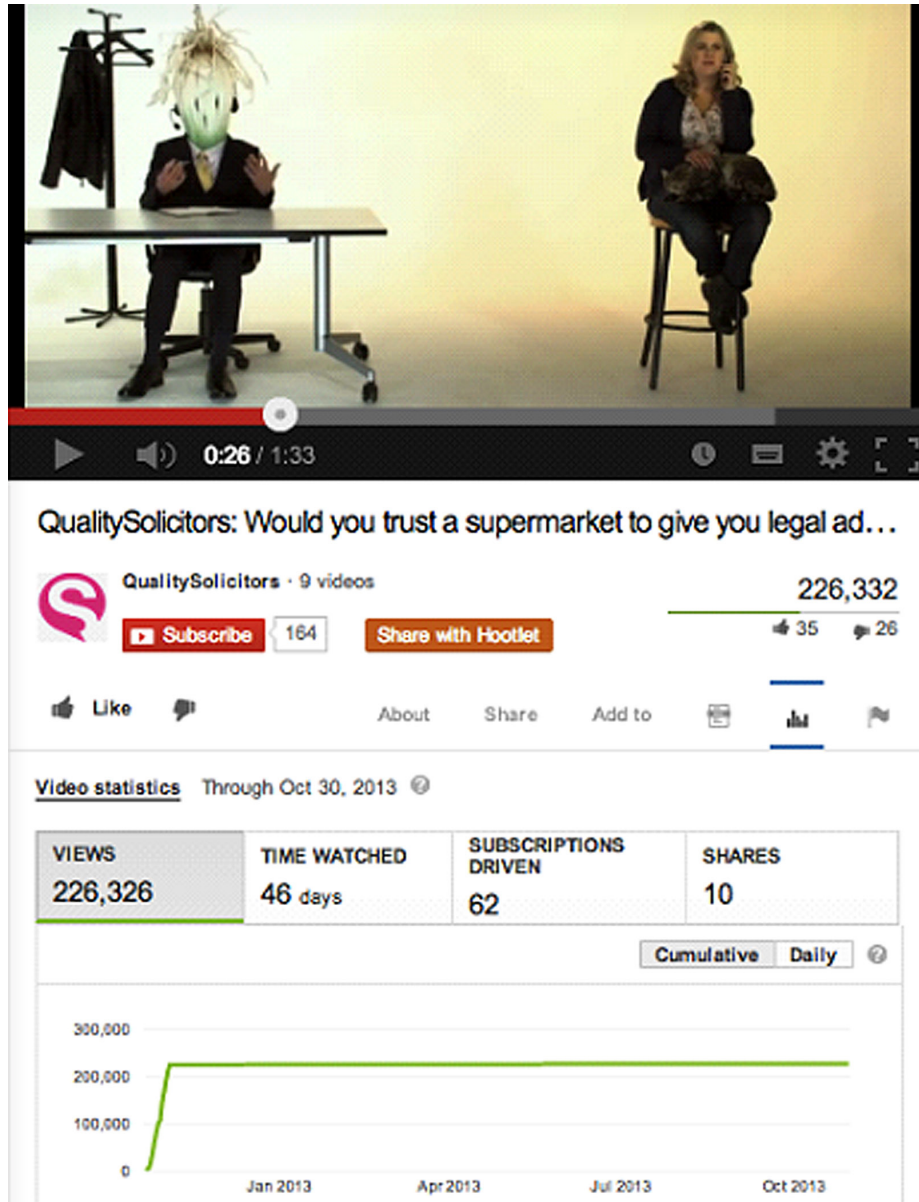 0:26 / 1:33
QualitySolicitors: Would you trust a supermarket to give you legal ad...
QualitySolicitors · 9 videos
226,332
Subscribe 164 Share with Hootlet
35 26
Like About Share Add to
Video statistics Through Oct 30, 2013 ?
VIEWS TIME WATCHED SUBSCRIPTIONS DRIVEN SHARES
226,326 46 days 62 10
Cumulative Daily ?
300,000
200,000
100,000
0
Jan 2013 Apr 2013 Jul 2013 Oct 2013